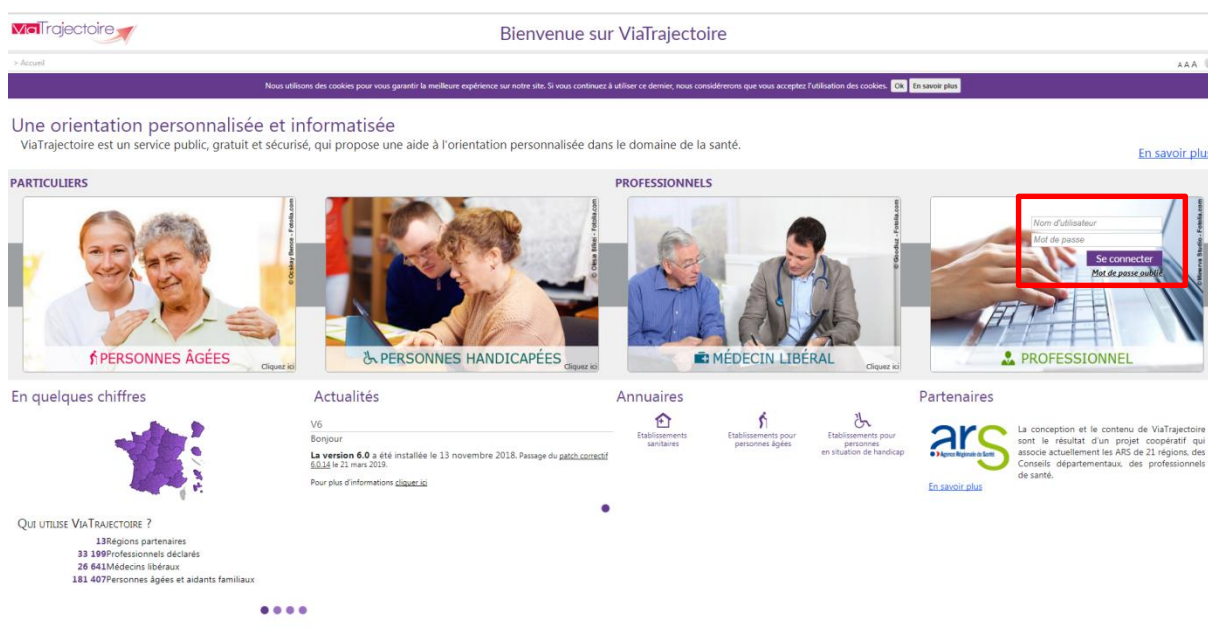 ViaTrajectoire
Bienvenue sur ViaTrajectoire
> Accueil
A A A
Nous utilisons des cookies pour vous garantir la meilleure expérience sur notre site. Si vous continuez à utiliser ce dernier, nous considérerons que vous acceptez l'utilisation des cookies. Ok En savoir plus
Une orientation personnalisée et informatisée
ViaTrajectoire est un service public, gratuit et sécurisé, qui propose une aide à l'orientation personnalisée dans le domaine de la santé.
En savoir plus
PARTICULIERS
PROFESSIONNELS
PERSONNES ÂGÉES
Cliquez ici
PERSONNES HANDICAPÉES
Cliquez ici
MÉDECIN LIBÉRAL
Cliquez ici
Nom d'utilisateur
Mot de passe
Se connecter
Mot de passe oublié
PROFESSIONNEL
En quelques chiffres
QUI UTILISE VIATRAJECTOIRE ?
13Régions partenaires
33 199Professionnels déclarés
26 641Médecins libéraux
181 407Personnes âgées et aidants familiaux
Actualités
V6
Bonjour
La version 6.0 a été installée le 13 novembre 2018. Passage du patch correctif
6.0.14 le 21 mars 2019.
Pour plus d'informations cliquer ici
Annuaires
Etablissements
sanitaires
Etablissements pour
personnes âgées
Etablissements pour
personnes
en situation de handicap
Partenaires
ars
Agence Régionale de Santé
La conception et le contenu de ViaTrajectoire
sont le résultat d'un projet coopératif qui
associe actuellement les ARS de 21 régions, des
Conseils départementaux, des professionnels
de santé.
En savoir plus